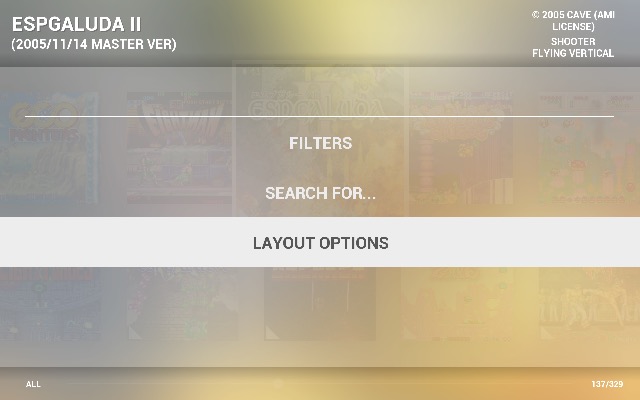 ESPGALUDA II
(2005/11/14 MASTER VER)
© 2005 CAVE (AMI
LICENSE)
SHOOTER
FLYING VERTICAL
ESPGALUDA
FILTERS
SEARCH FOR...
LAYOUT OPTIONS
ALL
137/329